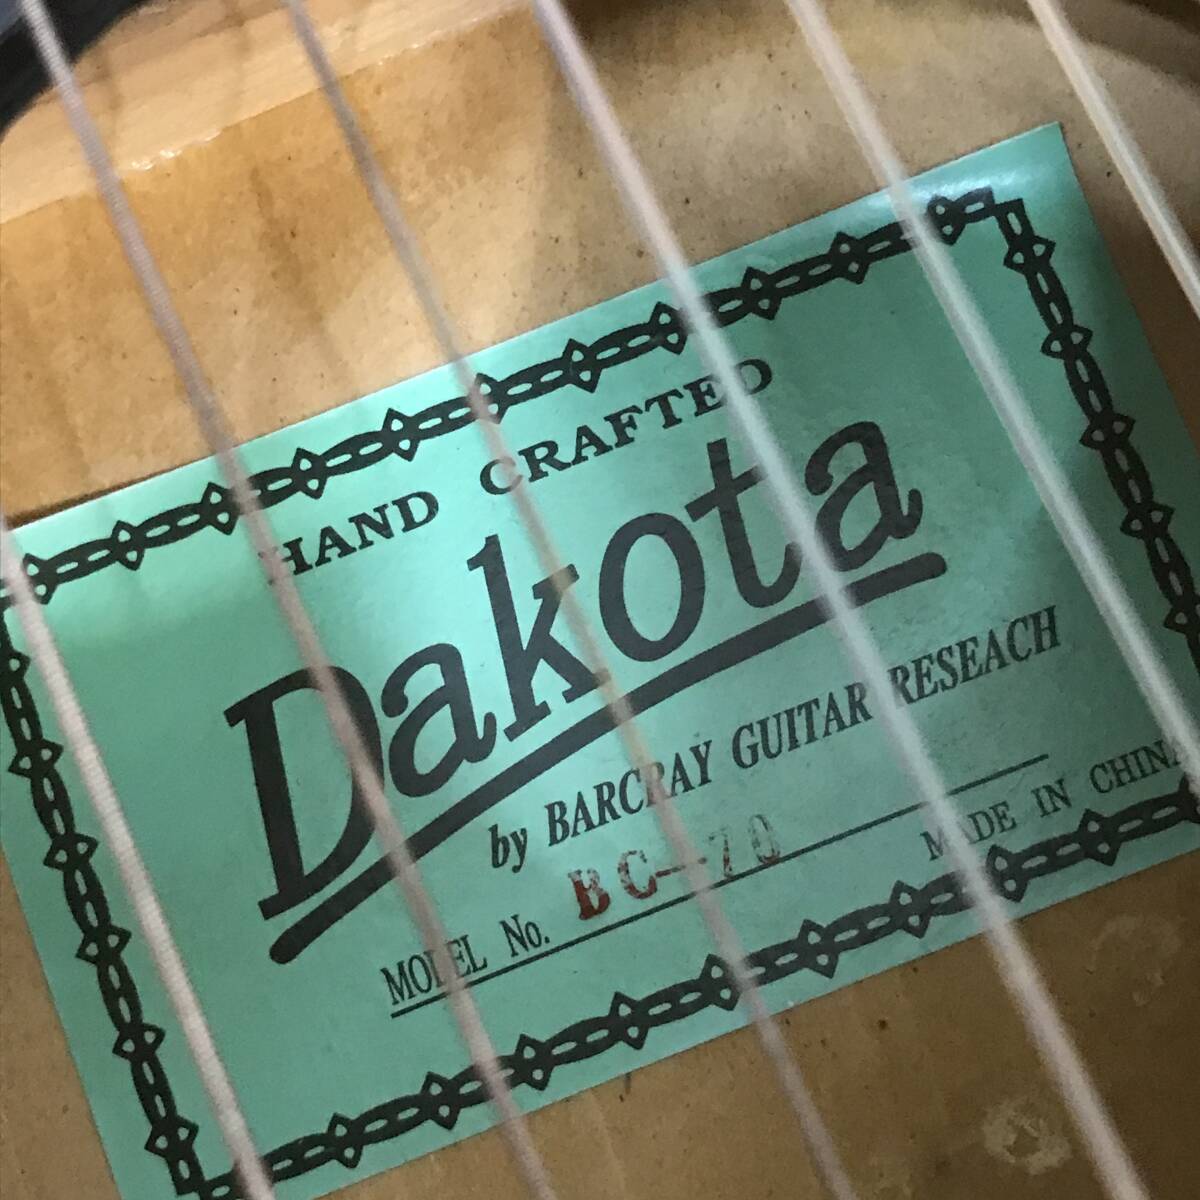 HAND CRAFTED
Dakota
by BARCRAY GUITAR RESEACH
MODEL No. BC-70
MADE IN CHINA